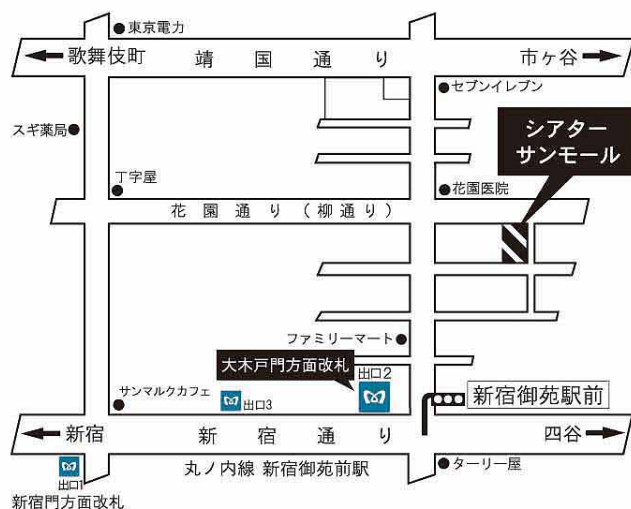 東京電力
歌舞伎町
靖国通り
市ヶ谷
セブンイレブン
スギ薬局
シアター
サンモール
丁字屋
花園医院
花園通り(柳通り)
ファミリーマート
大木戸門方面改札
出口2
サンマルクカフェ
出口3
新宿御苑駅前
新宿
新宿通り
四谷
出口1
丸ノ内線 新宿御苑前駅
ターリー屋
新宿門方面改札